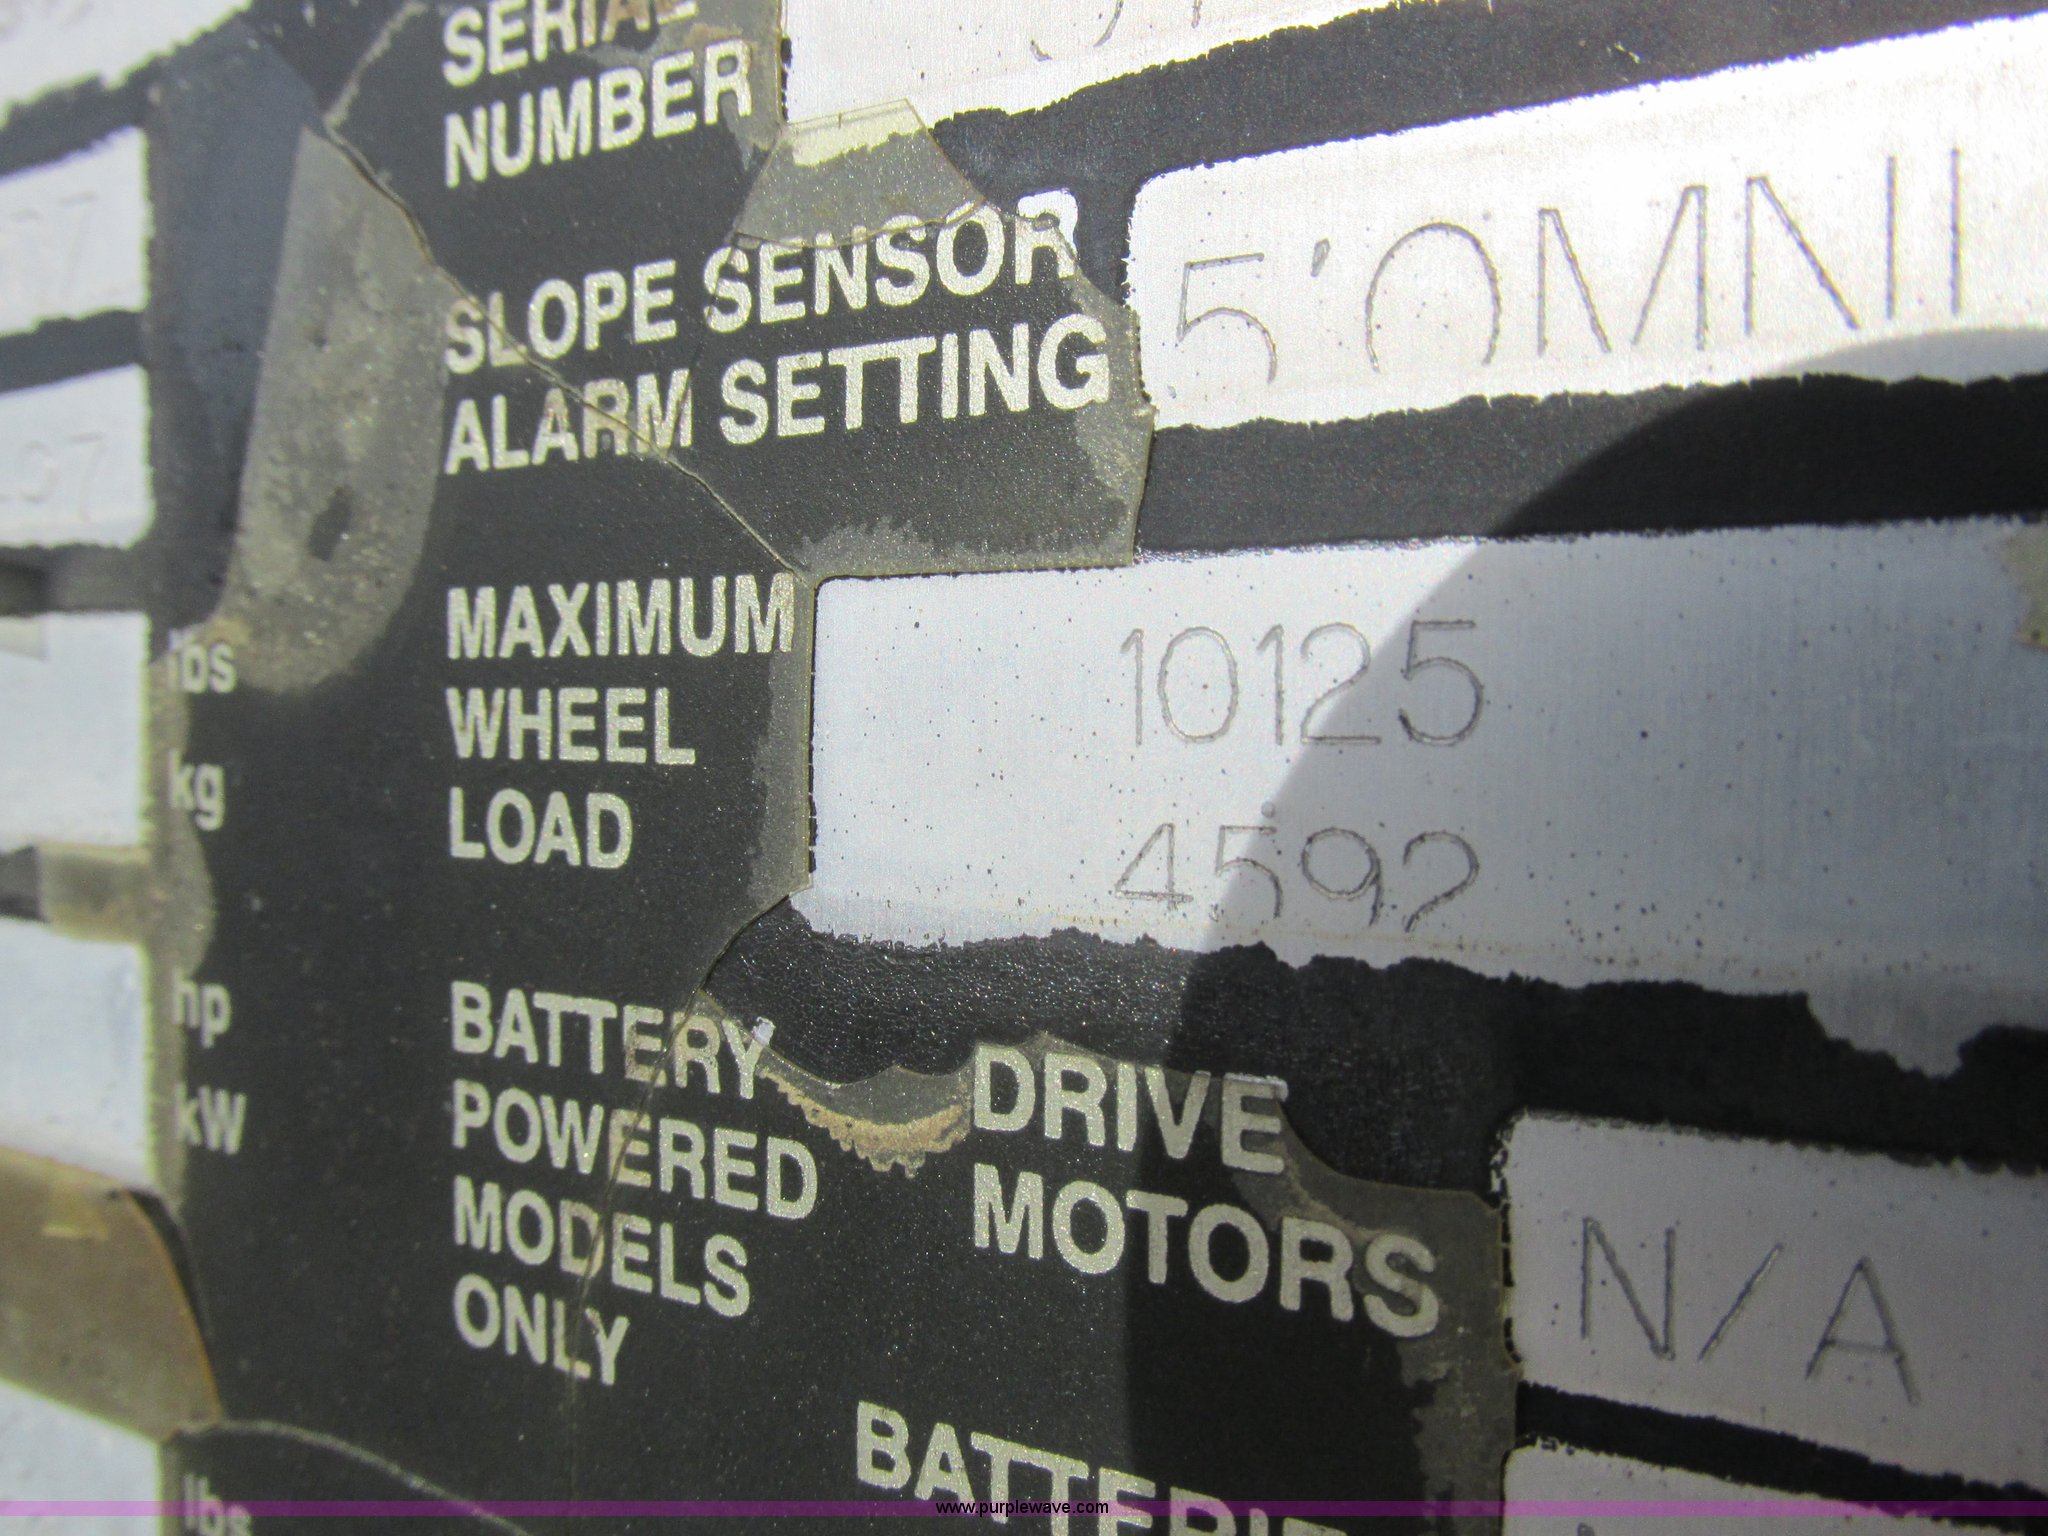 SERIAL
NUMBER
SLOPE SENSOR
ALARM SETTING
5'OMNI
MAXIMUM
WHEEL
LOAD
10125
4592
lbs
kg
hp
kW
BATTERY
POWERED
MODELS
ONLY
DRIVE
MOTORS
N/A
lbs
www.purplewave.com